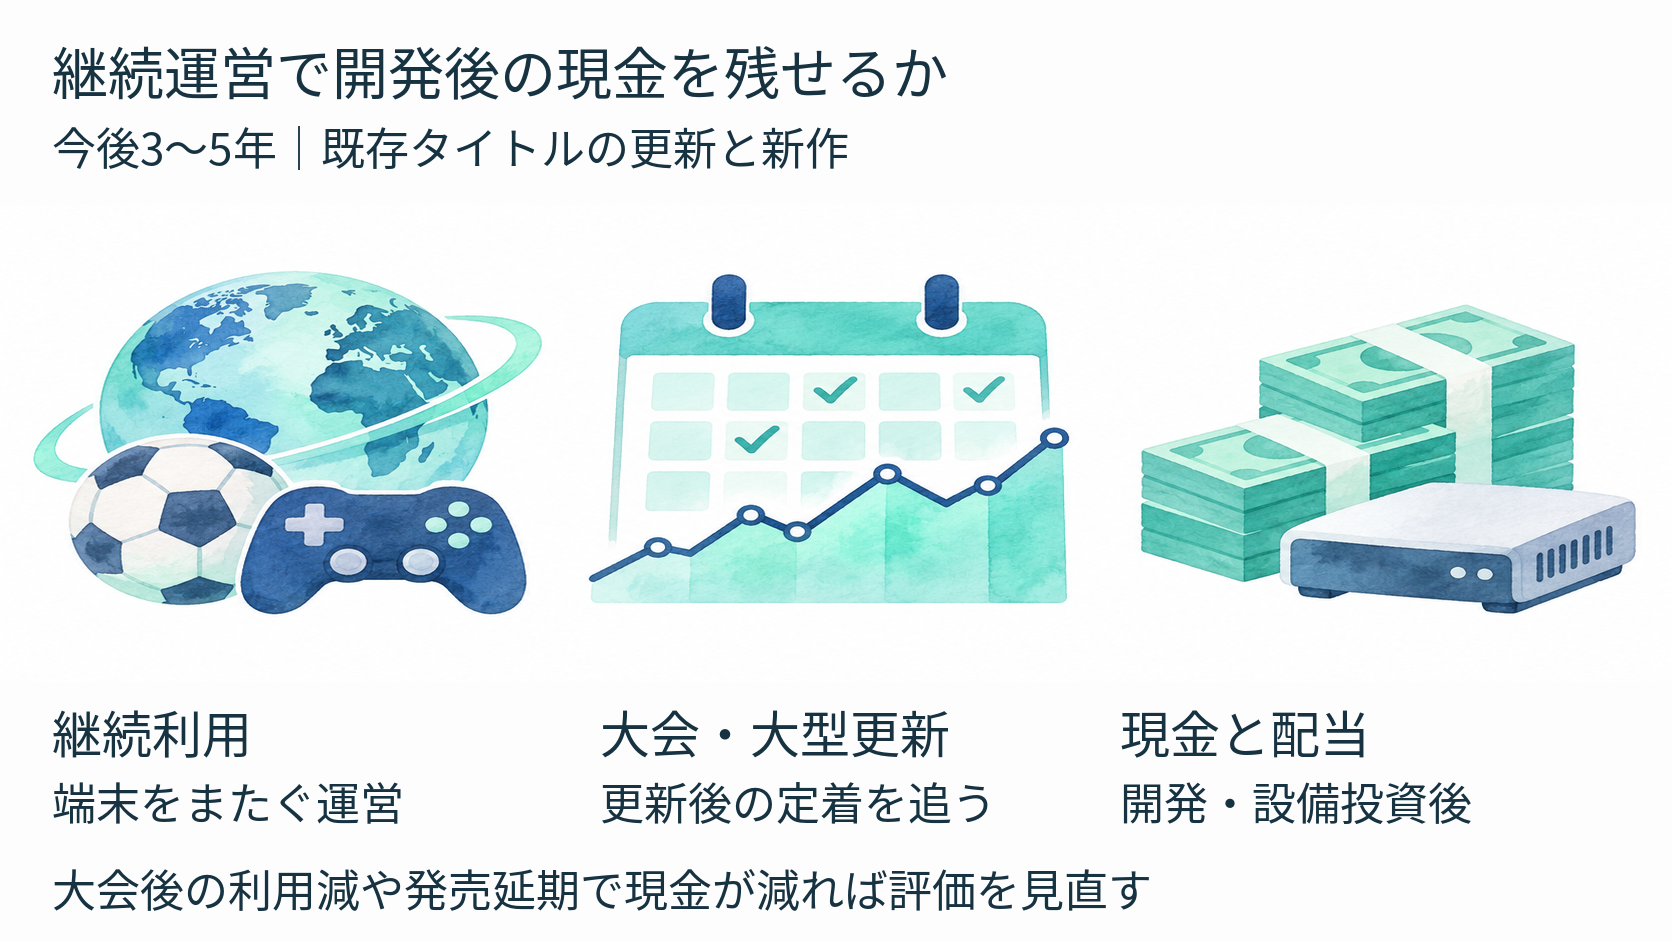 継続運営で開発後の現金を残せるか
今後3～5年｜既存タイトルの更新と新作
継続利用
端末をまたぐ運営
大会・大型更新
更新後の定着を追う
現金と配当
開発・設備投資後
大会後の利用減や発売延期で現金が減れば評価を見直す